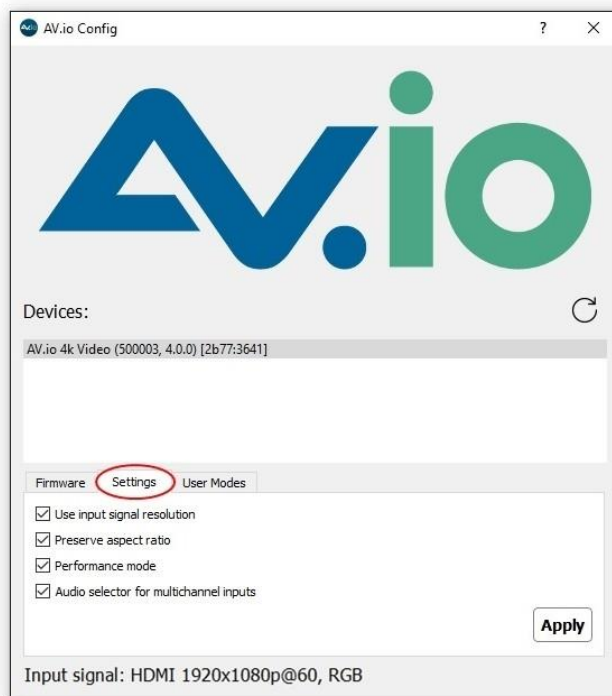 AV.io Config
?
AV.io
Devices:
AV.io 4k Video (500003, 4.0.0) [2b77:3641]
Firmware Settings User Modes
Use input signal resolution
Preserve aspect ratio
Performance mode
Audio selector for multichannel inputs
Apply
Input signal: HDMI 1920x1080p@60, RGB